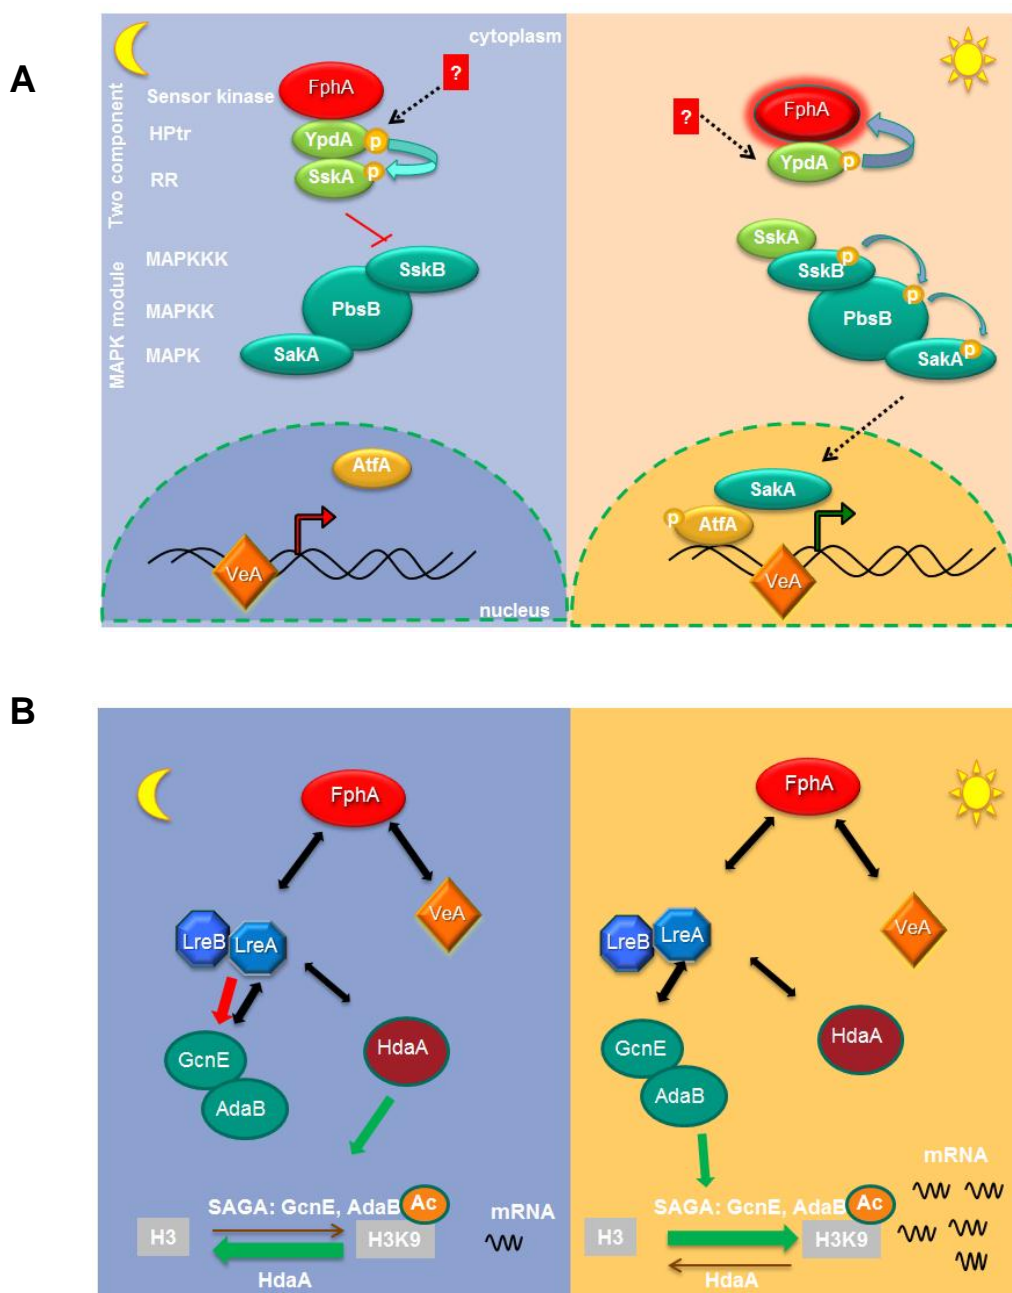 A
cytoplasm
Two component
Sensor kinase
FphA
?
HPtr
YpdA
p
RR
SskA
p
MAPK module
MAPKKK
SskB
MAPKK
PbsB
MAPK
SakA
AtfA
VeA
nucleus
FphA
?
YpdA
p
SskA
p
SskB
p
PbsB
p
SakA
SakA
p
AtfA
VeA
B
FphA
VeA
LreB
LreA
GcnE
AdaB
HdaA
SAGA: GcnE, AdaB
Ac
mRNA
H3
H3K9
HdaA
FphA
VeA
LreB
LreA
GcnE
AdaB
HdaA
mRNA
SAGA: GcnE, AdaB
Ac
H3
H3K9
HdaA